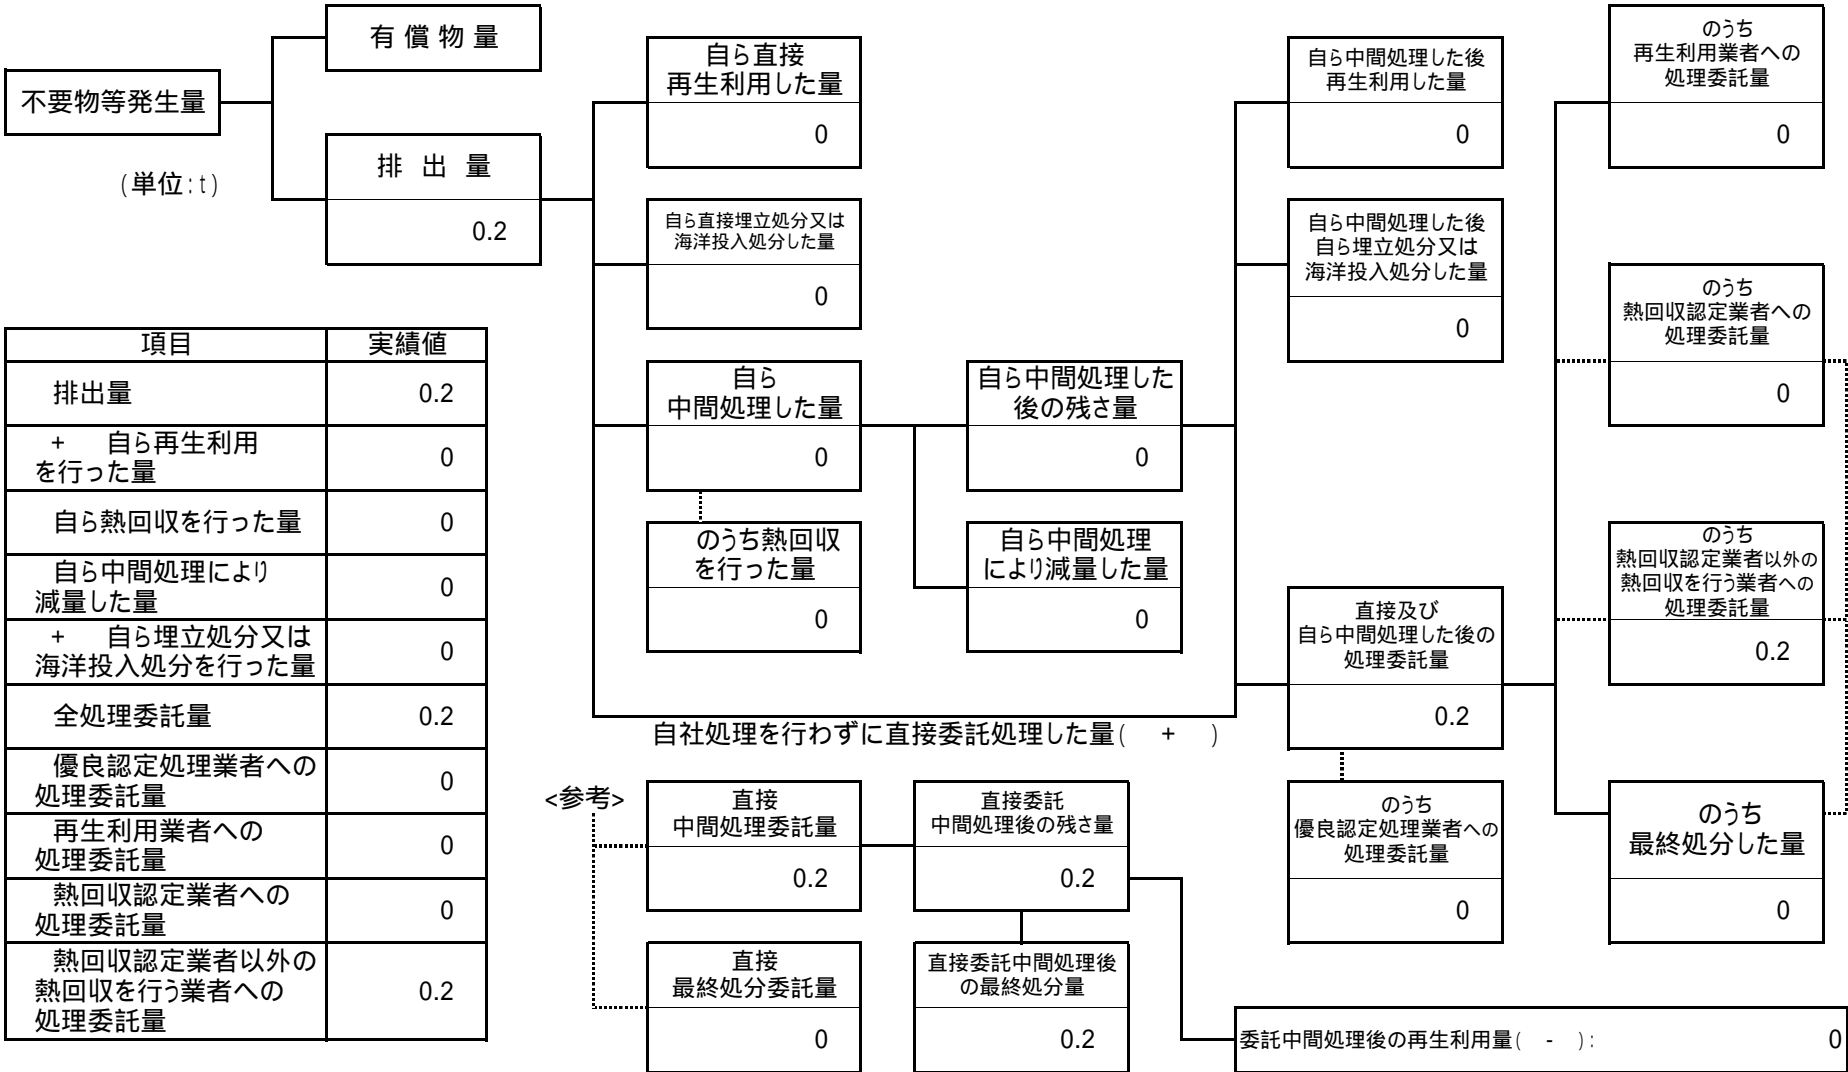 不要物等発生量
(単位:t)
有償物量
排出量
0.2
自ら直接
再生利用した量
0
自ら直接埋立処分又は
海洋投入処分した量
0
自ら
中間処理した量
0
のうち熱回収
を行った量
0
自ら中間処理した
後の残さ量
0
自ら中間処理
により減量した量
0
自ら中間処理した後
再生利用した量
0
自ら中間処理した後
自ら埋立処分又は
海洋投入処分した量
0
直接及び
自ら中間処理した後の
処理委託量
0.2
のうち
優良認定処理業者への
処理委託量
0
のうち
再生利用業者への
処理委託量
0
のうち
熱回収認定業者への
処理委託量
0
のうち
熱回収認定業者以外の
熱回収を行う業者への
処理委託量
0.2
のうち
最終処分した量
0
自社処理を行わずに直接委託処理した量( + )
<参考>
直接
中間処理委託量
0.2
直接委託
中間処理後の残さ量
0.2
直接
最終処分委託量
0
直接委託中間処理後
の最終処分量
0.2
委託中間処理後の再生利用量( - ): 0
項目 実績値
排出量 0.2
+ 自ら再生利用
を行った量 0
自ら熱回収を行った量 0
自ら中間処理により
減量した量 0
+ 自ら埋立処分又は
海洋投入処分を行った量 0
全処理委託量 0.2
優良認定処理業者への
処理委託量 0
再生利用業者への
処理委託量 0
熱回収認定業者への
処理委託量 0
熱回収認定業者以外の
熱回収を行う業者への
処理委託量 0.2